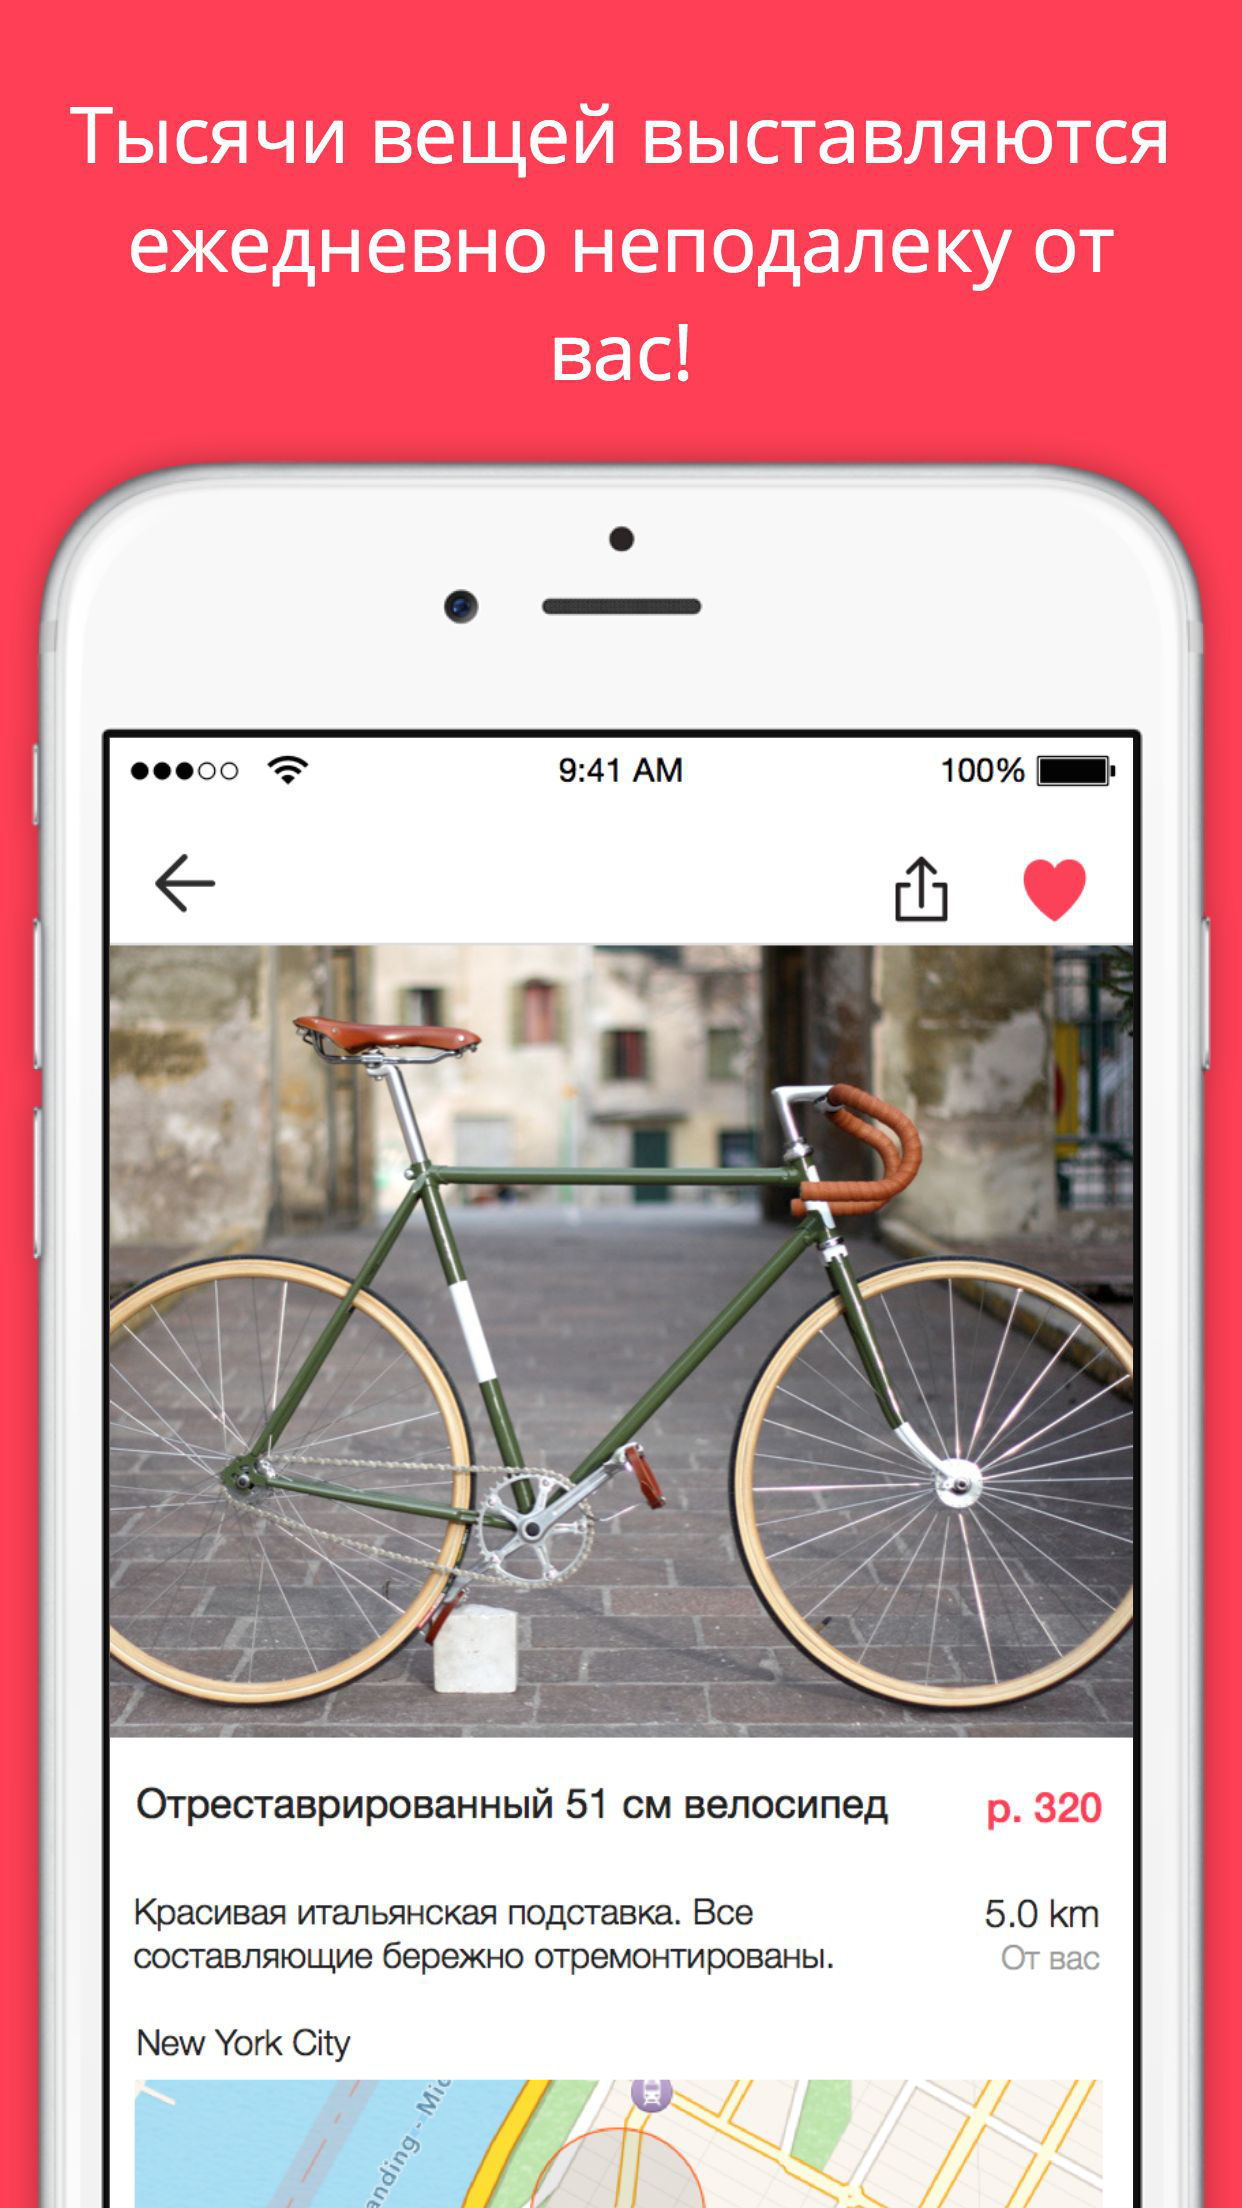 Тысячи вещей выставляются
ежедневно неподалеку от
вас!
9:41 AM
100%
Отреставрированный 51 см велосипед
р. 320
Красивая итальянская подставка. Все
составляющие бережно отремонтированы.
5.0 km
От вас
New York City
anding - Mic